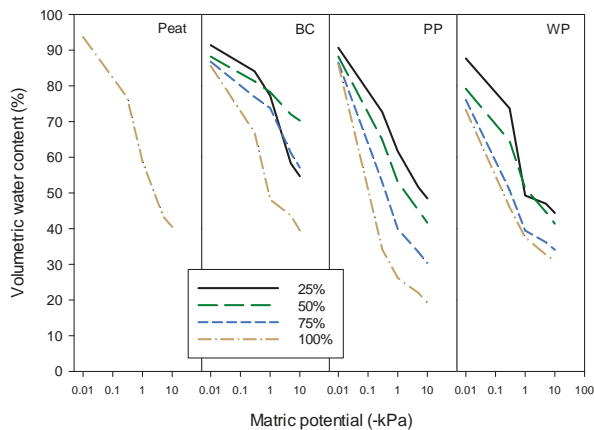 100
90
80
70
60
50
40
30
20
10
0
Volumetric water content (%)
Peat
BC
PP
WP
25%
50%
75%
100%
0.01 0.1 1 10 0.01 0.1 1 10 0.01 0.1 1 10 0.01 0.1 1 10 100
Matric potential (-kPa)